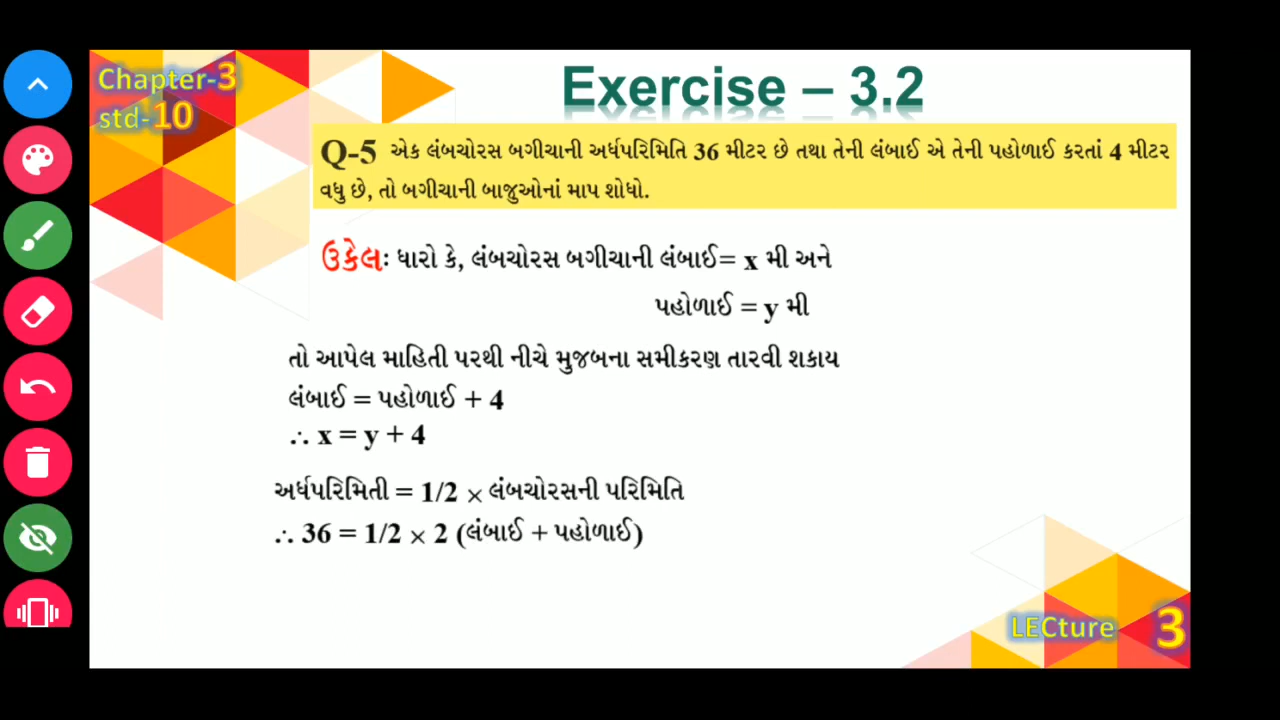 Chapter-3
std-10
Exercise – 3.2
Q-5 એક લંબચોરસ બગીચાની અર્ધપરિમિતિ 36 મીટર છે તથા તેની લંબાઈ એ તેની પહોળાઈ કરતાં 4 મીટર
વધુ છે, તો બગીચાની બાજુઓનાં માપ શોધો.
ઉકેલઃ ધારો કે, લંબચોરસ બગીચાની લંબાઈ= x મી અને
પહોળાઈ = y મી
તો આપેલ માહિતી પરથી નીચે મુજબના સમીકરણ તારવી શકાય
લંબાઈ = પહોળાઈ + 4
∴ x = y + 4
અર્ધપરિમિતી = 1/2 × લંબચોરસની પરિમિતિ
∴ 36 = 1/2 × 2 (લંબાઈ + પહોળાઈ)
LECture 3